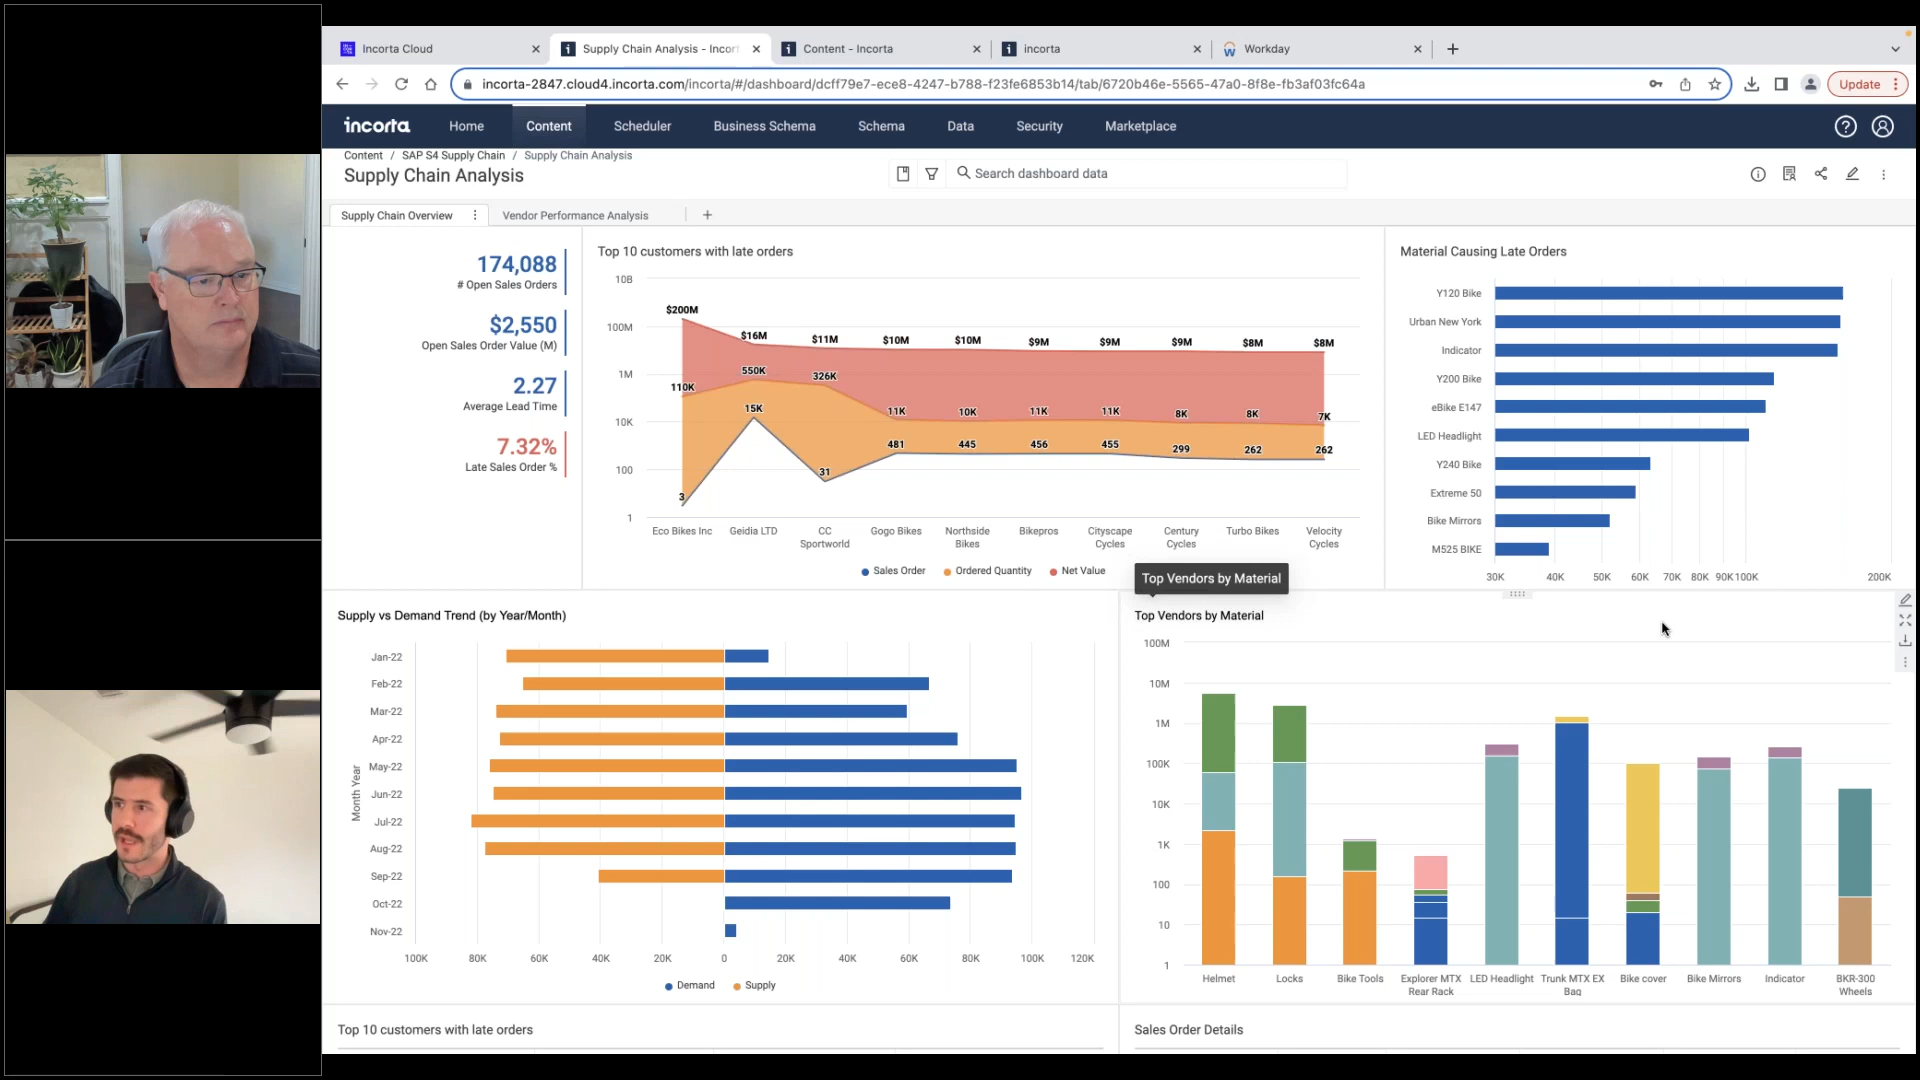 Incorta Cloud
Supply Chain Analysis - Incort
Content - Incorta
incorta
Workday
incorta-2847.cloud4.incorta.com/incorta/#/dashboard/dcff79e7-ece8-4247-b788-f23fe6853b14/tab/6720b46e-5565-47a0-8f8e-fb3af03fc64a
Update
incorta Home Content Scheduler Business Schema Schema Data Security Marketplace
Content / SAP S4 Supply Chain / Supply Chain Analysis
Supply Chain Analysis
Search dashboard data
Supply Chain Overview
Vendor Performance Analysis
174,088
# Open Sales Orders
$2,550
Open Sales Order Value (M)
2.27
Average Lead Time
7.32%
Late Sales Order %
Top 10 customers with late orders
10B
100M
1M
10K
100
1
$200M $16M $11M $10M $10M $9M $9M $9M $8M $8M
110K 550K 326K 11K 10K 11K 11K 8K 8K 7K
3 15K 31 481 445 456 455 299 262 262
Eco Bikes Inc
Geidia LTD
CC Sportworld
Gogo Bikes
Northside Bikes
Bikepros
Cityscape Cycles
Century Cycles
Turbo Bikes
Velocity Cycles
Sales Order Ordered Quantity Net Value
Material Causing Late Orders
Y120 Bike
Urban New York
Indicator
Y200 Bike
eBike E147
LED Headlight
Y240 Bike
Extreme 50
Bike Mirrors
M525 BIKE
30K 40K 50K 60K 70K 80K 90K 100K 200K
Top Vendors by Material
Supply vs Demand Trend (by Year/Month)
Month Year
Jan-22
Feb-22
Mar-22
Apr-22
May-22
Jun-22
Jul-22
Aug-22
Sep-22
Oct-22
Nov-22
100K 80K 60K 40K 20K 0 20K 40K 60K 80K 100K 120K
Demand Supply
Top Vendors by Material
100M
10M
1M
100K
10K
1K
100
10
1
Helmet
Locks
Bike Tools
Explorer MTX Rear Rack
LED Headlight
Trunk MTX EX Bag
Bike cover
Bike Mirrors
Indicator
BKR-300 Wheels
Top 10 customers with late orders
Sales Order Details